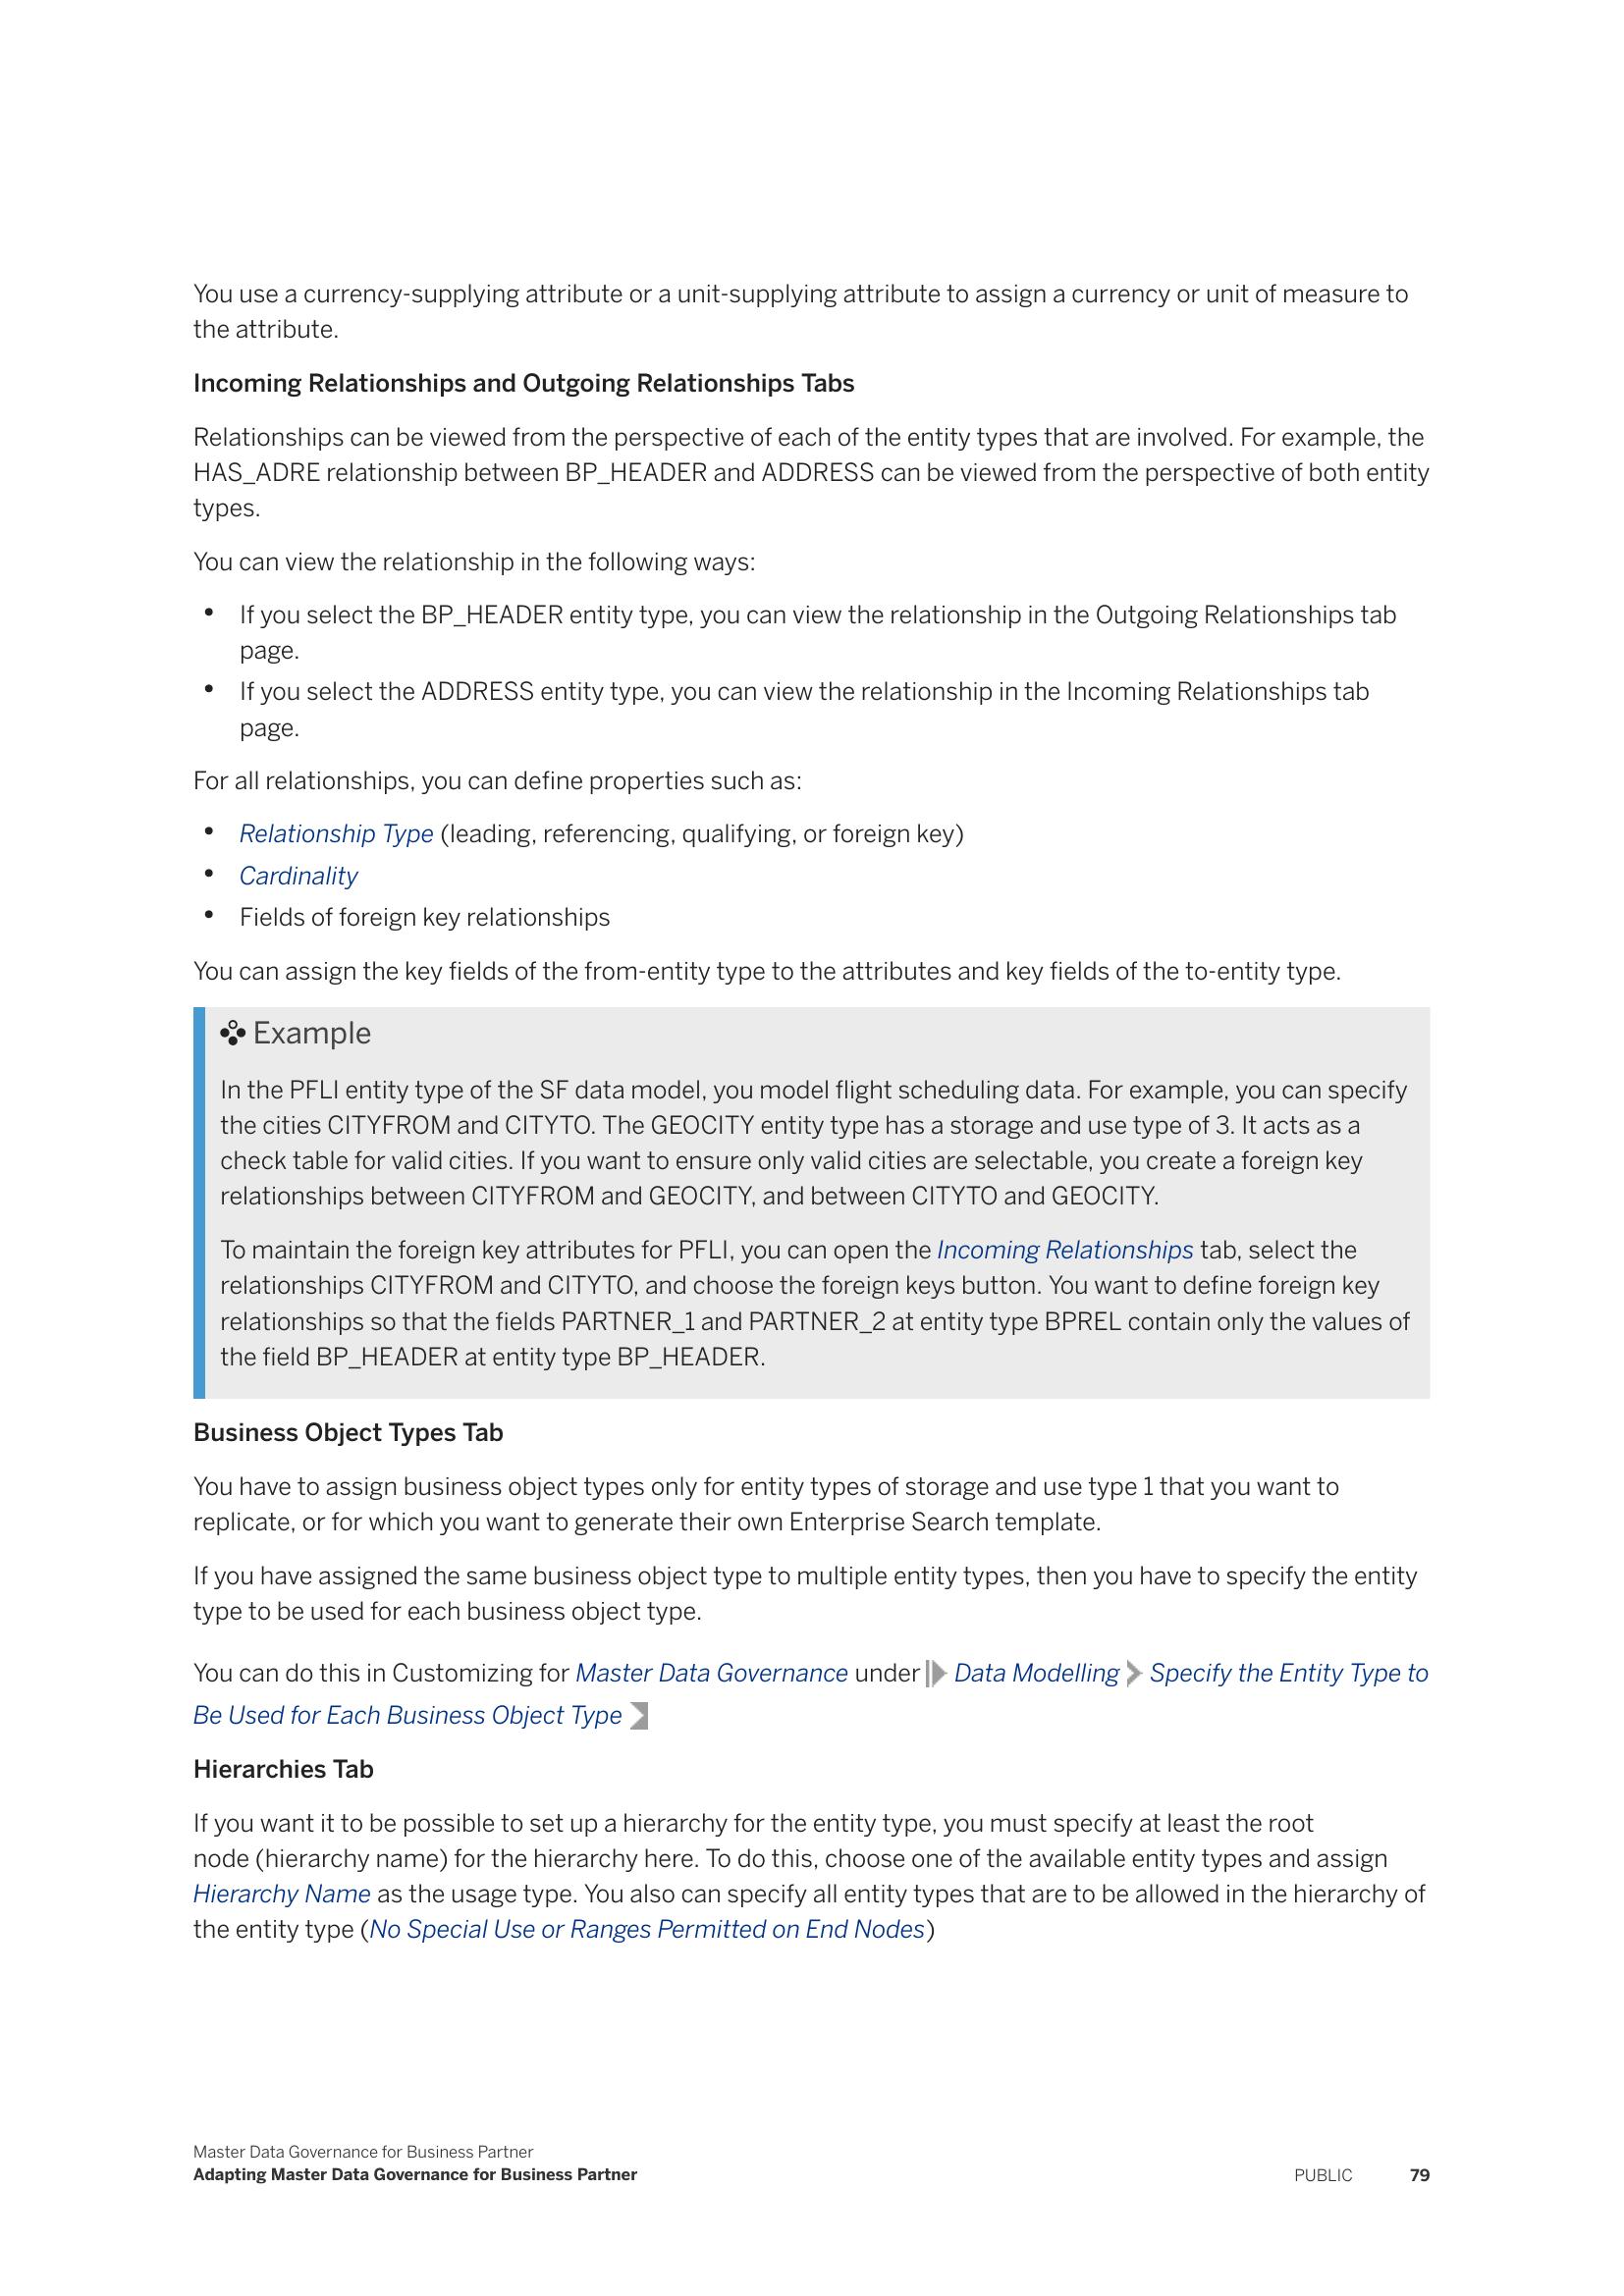 You use a currency-supplying attribute or a unit-supplying attribute to assign a currency or unit of measure to
the attribute.
Incoming Relationships and Outgoing Relationships Tabs
Relationships can be viewed from the perspective of each of the entity types that are involved. For example, the
HAS_ADRE relationship between BP_HEADER and ADDRESS can be viewed from the perspective of both entity
types.
You can view the relationship in the following ways:
• If you select the BP_HEADER entity type, you can view the relationship in the Outgoing Relationships tab
page.
• If you select the ADDRESS entity type, you can view the relationship in the Incoming Relationships tab
page.
For all relationships, you can define properties such as:
• Relationship Type (leading, referencing, qualifying, or foreign key)
• Cardinality
• Fields of foreign key relationships
You can assign the key fields of the from-entity type to the attributes and key fields of the to-entity type.
Example
In the PFLI entity type of the SF data model, you model flight scheduling data. For example, you can specify
the cities CITYFROM and CITYTO. The GEOCITY entity type has a storage and use type of 3. It acts as a
check table for valid cities. If you want to ensure only valid cities are selectable, you create a foreign key
relationships between CITYFROM and GEOCITY, and between CITYTO and GEOCITY.
To maintain the foreign key attributes for PFLI, you can open the Incoming Relationships tab, select the
relationships CITYFROM and CITYTO, and choose the foreign keys button. You want to define foreign key
relationships so that the fields PARTNER_1 and PARTNER_2 at entity type BPREL contain only the values of
the field BP_HEADER at entity type BP_HEADER.
Business Object Types Tab
You have to assign business object types only for entity types of storage and use type 1 that you want to
replicate, or for which you want to generate their own Enterprise Search template.
If you have assigned the same business object type to multiple entity types, then you have to specify the entity
type to be used for each business object type.
You can do this in Customizing for Master Data Governance under Data Modelling Specify the Entity Type to
Be Used for Each Business Object Type
Hierarchies Tab
If you want it to be possible to set up a hierarchy for the entity type, you must specify at least the root
node (hierarchy name) for the hierarchy here. To do this, choose one of the available entity types and assign
Hierarchy Name as the usage type. You also can specify all entity types that are to be allowed in the hierarchy of
the entity type (No Special Use or Ranges Permitted on End Nodes)
Master Data Governance for Business Partner
Adapting Master Data Governance for Business Partner
PUBLIC 79